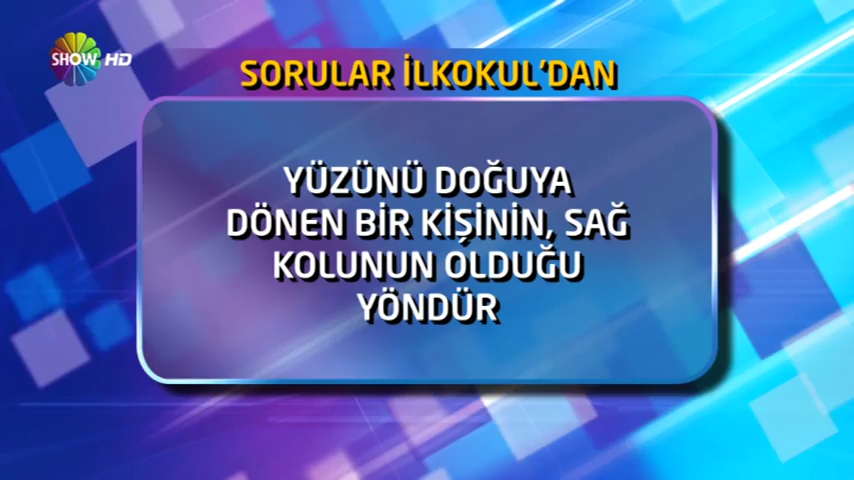 SHOW HD
SORULAR İLKOKUL'DAN
YÜZÜNÜ DOĞUYA
DÖNEN BİR KİŞİNİN, SAĞ
KOLUNUN OLDUĞU
YÖNDÜR